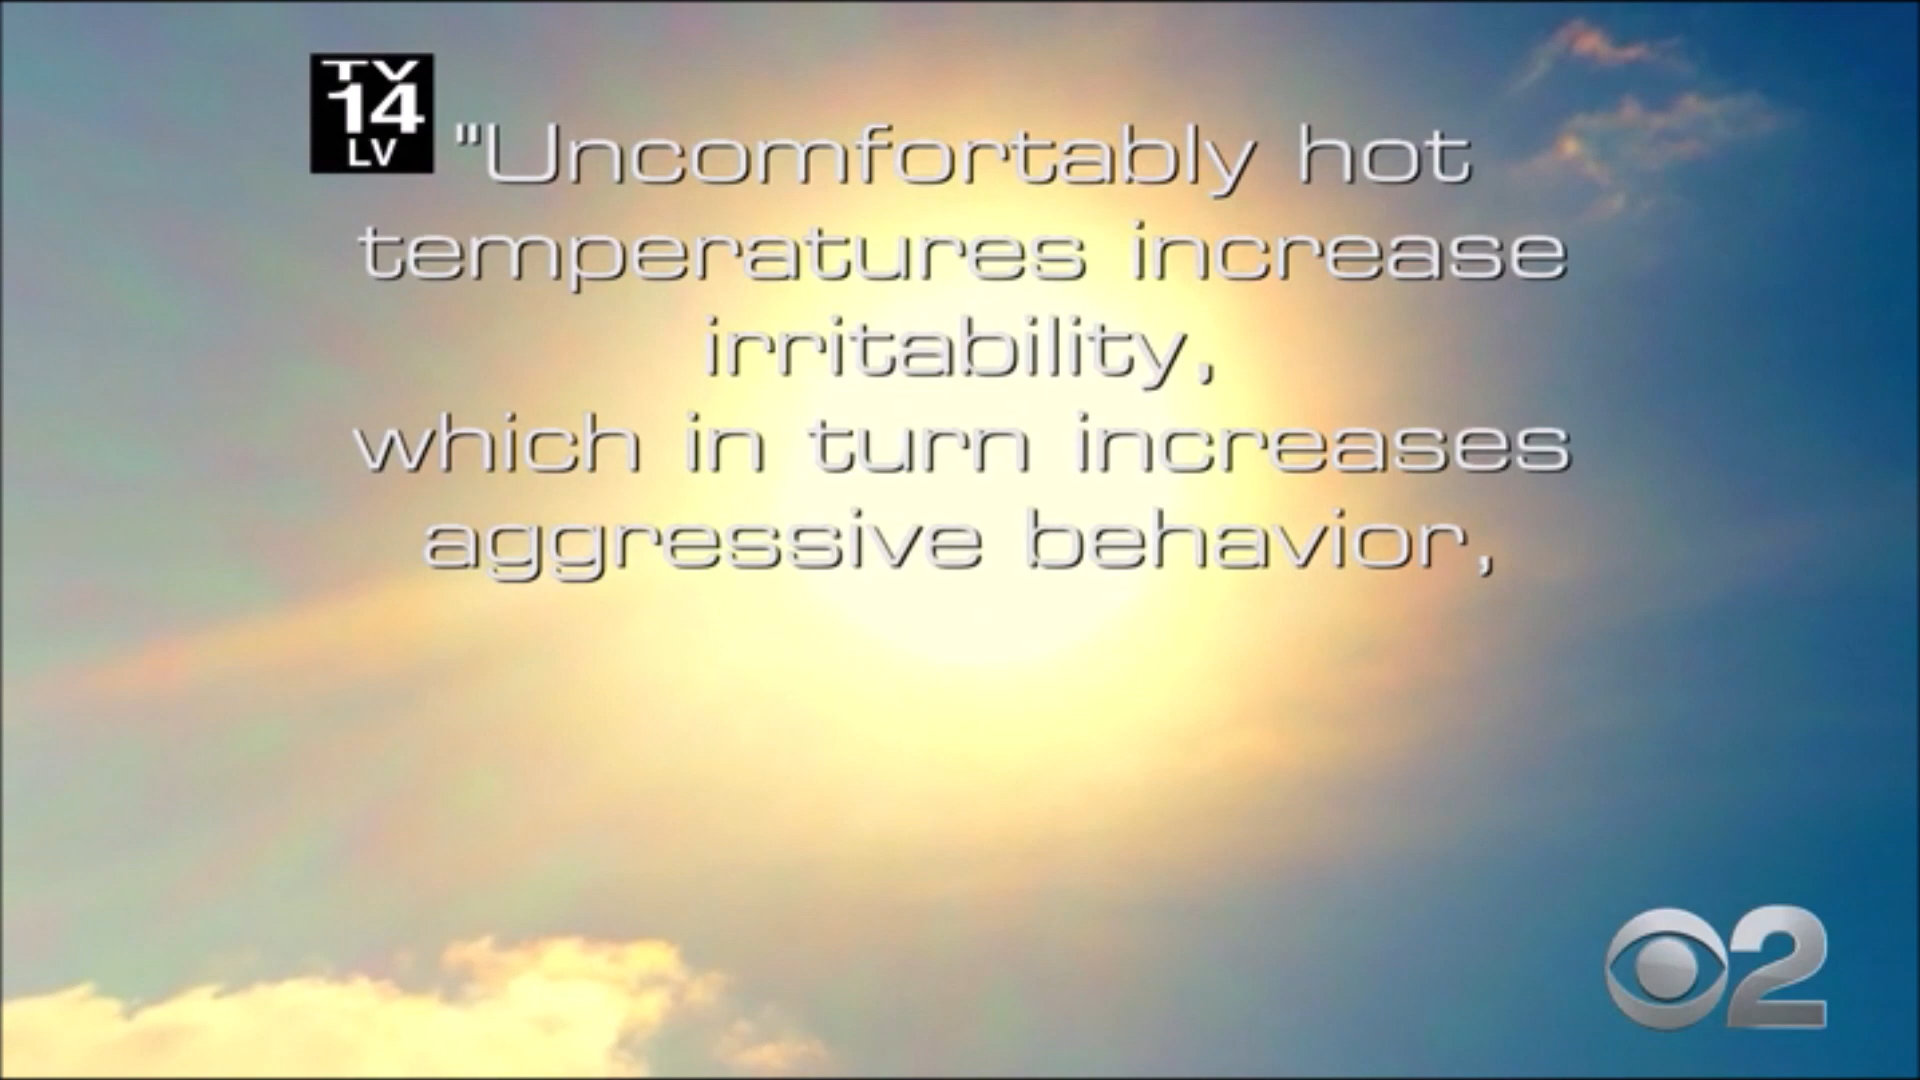 TV
14
LV
"Uncomfortably hot
temperatures increase
irritability,
which in turn increases
aggressive behavior,
2